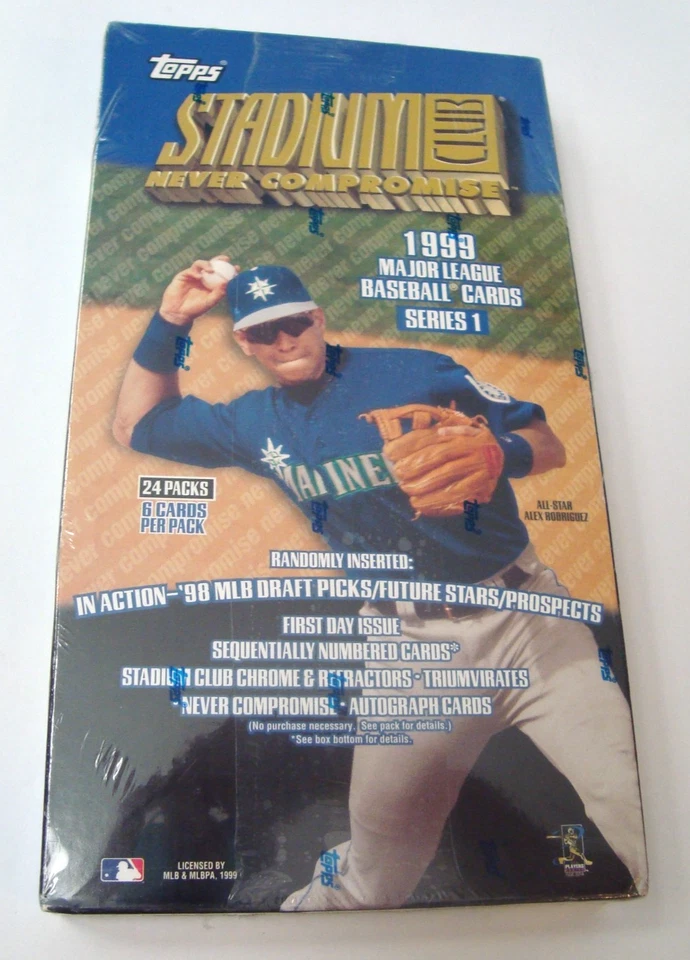 Topps
STADIUM CLUB
NEVER COMPROMISE™
1999
MAJOR LEAGUE
BASEBALL® CARDS
SERIES 1
MARINE
24 PACKS
6 CARDS
PER PACK
ALL-STAR
ALEX RODRIGUEZ
RANDOMLY INSERTED:
IN ACTION-'98 MLB DRAFT PICKS/FUTURE STARS/PROSPECTS
FIRST DAY ISSUE
SEQUENTIALLY NUMBERED CARDS*
STADIUM CLUB CHROME & REFRACTORS • TRIUMVIRATES
NEVER COMPROMISE • AUTOGRAPH CARDS
(No purchase necessary. See pack for details.)
*See box bottom for details.
LICENSED BY
MLB & MLBPA, 1999
PLAYERS